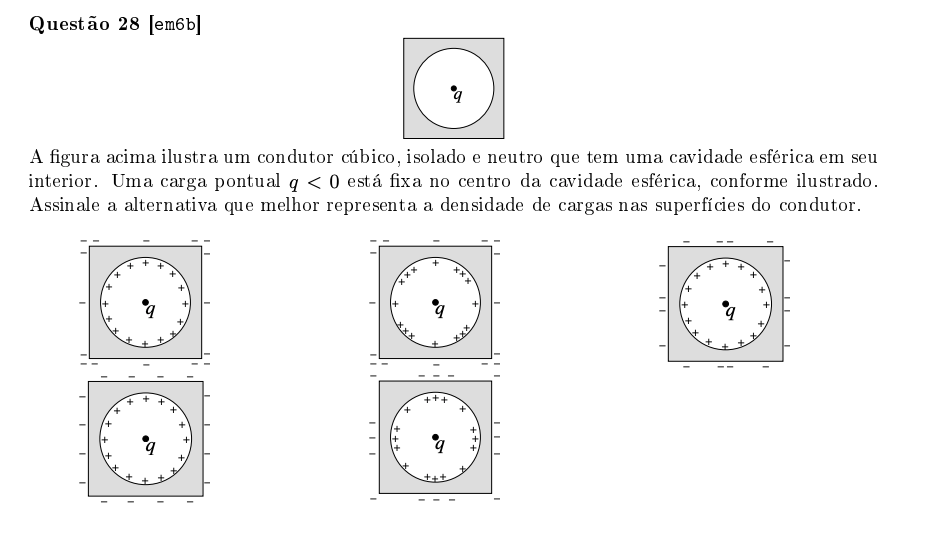 Questão 28 [em6b]
q
A figura acima ilustra um condutor cúbico, isolado e neutro que tem uma cavidade esférica em seu
interior. Uma carga pontual q < 0 está fixa no centro da cavidade esférica, conforme ilustrado.
Assinale a alternativa que melhor representa a densidade de cargas nas superfícies do condutor.
q q q
q q